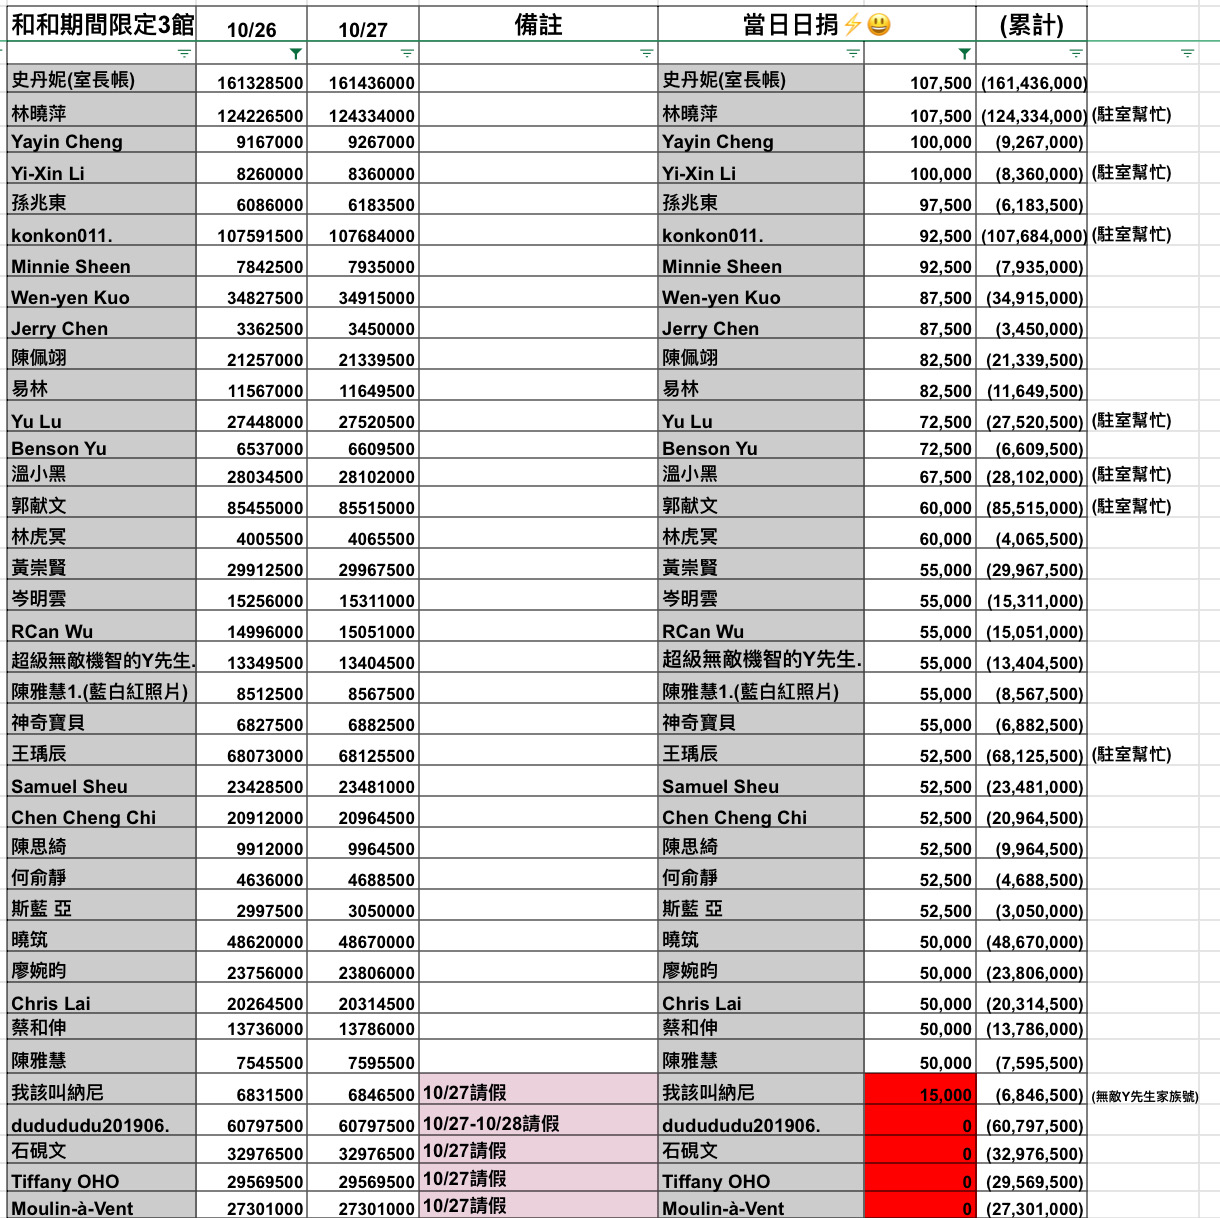 和和期間限定3館 10/26 10/27 備註 當日日捐⚡😃 (累計)
史丹妮(室長帳) 161328500 161436000 史丹妮(室長帳) 107,500 (161,436,000)
林曉萍 124226500 124334000 林曉萍 107,500 (124,334,000) (駐室幫忙)
Yayin Cheng 9167000 9267000 Yayin Cheng 100,000 (9,267,000)
Yi-Xin Li 8260000 8360000 Yi-Xin Li 100,000 (8,360,000) (駐室幫忙)
孫兆東 6086000 6183500 孫兆東 97,500 (6,183,500)
konkon011. 107591500 107684000 konkon011. 92,500 (107,684,000) (駐室幫忙)
Minnie Sheen 7842500 7935000 Minnie Sheen 92,500 (7,935,000)
Wen-yen Kuo 34827500 34915000 Wen-yen Kuo 87,500 (34,915,000)
Jerry Chen 3362500 3450000 Jerry Chen 87,500 (3,450,000)
陳佩翊 21257000 21339500 陳佩翊 82,500 (21,339,500)
易林 11567000 11649500 易林 82,500 (11,649,500)
Yu Lu 27448000 27520500 Yu Lu 72,500 (27,520,500) (駐室幫忙)
Benson Yu 6537000 6609500 Benson Yu 72,500 (6,609,500)
溫小黑 28034500 28102000 溫小黑 67,500 (28,102,000) (駐室幫忙)
郭献文 85455000 85515000 郭献文 60,000 (85,515,000) (駐室幫忙)
林虎冥 4005500 4065500 林虎冥 60,000 (4,065,500)
黃崇賢 29912500 29967500 黃崇賢 55,000 (29,967,500)
岑明雲 15256000 15311000 岑明雲 55,000 (15,311,000)
RCan Wu 14996000 15051000 RCan Wu 55,000 (15,051,000)
超級無敵機智的Y先生. 13349500 13404500 超級無敵機智的Y先生. 55,000 (13,404,500)
陳雅慧1.(藍白紅照片) 8512500 8567500 陳雅慧1.(藍白紅照片) 55,000 (8,567,500)
神奇寶貝 6827500 6882500 神奇寶貝 55,000 (6,882,500)
王瑀辰 68073000 68125500 王瑀辰 52,500 (68,125,500) (駐室幫忙)
Samuel Sheu 23428500 23481000 Samuel Sheu 52,500 (23,481,000)
Chen Cheng Chi 20912000 20964500 Chen Cheng Chi 52,500 (20,964,500)
陳思綺 9912000 9964500 陳思綺 52,500 (9,964,500)
何俞靜 4636000 4688500 何俞靜 52,500 (4,688,500)
斯藍 亞 2997500 3050000 斯藍 亞 52,500 (3,050,000)
曉筑 48620000 48670000 曉筑 50,000 (48,670,000)
廖婉昀 23756000 23806000 廖婉昀 50,000 (23,806,000)
Chris Lai 20264500 20314500 Chris Lai 50,000 (20,314,500)
蔡和伸 13736000 13786000 蔡和伸 50,000 (13,786,000)
陳雅慧 7545500 7595500 陳雅慧 50,000 (7,595,500)
我該叫納尼 6831500 6846500 10/27請假 我該叫納尼 15,000 (6,846,500) (無敵Y先生家族號)
dudududu201906. 60797500 60797500 10/27-10/28請假 dudududu201906. 0 (60,797,500)
石硯文 32976500 32976500 10/27請假 石硯文 0 (32,976,500)
Tiffany OHO 29569500 29569500 10/27請假 Tiffany OHO 0 (29,569,500)
Moulin-à-Vent 27301000 27301000 10/27請假 Moulin-à-Vent 0 (27,301,000)